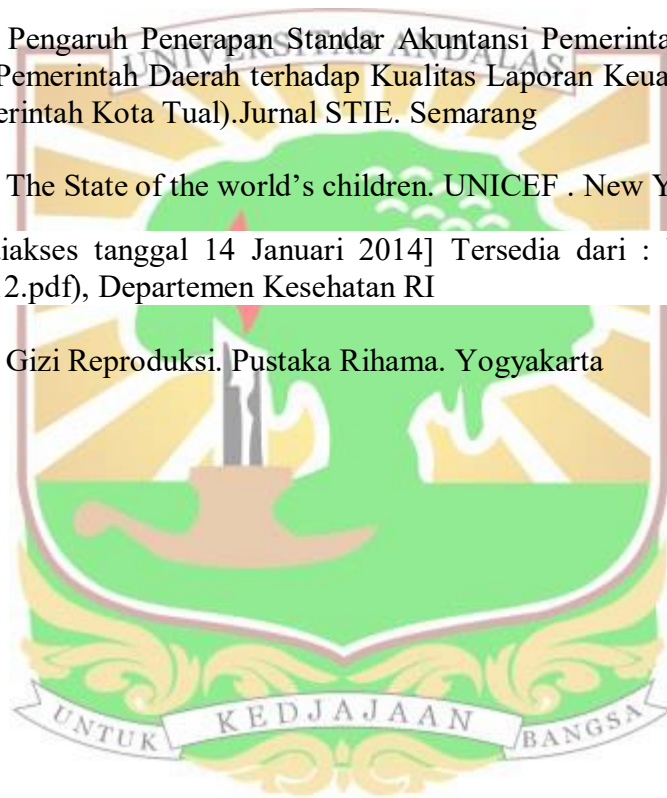 Pengaruh Penerapan Standar Akuntansi Pemerinta
UNIVERSITAS ANDALAS
Pemerintah Daerah terhadap Kualitas Laporan Keua
erintah Kota Tual).Jurnal STIE. Semarang
The State of the world’s children. UNICEF . New Y
iakses tanggal 14 Januari 2014] Tersedia dari :
2.pdf), Departemen Kesehatan RI
Gizi Reproduksi. Pustaka Rihama. Yogyakarta
UNTUK KEDJAJAAN BANGSA